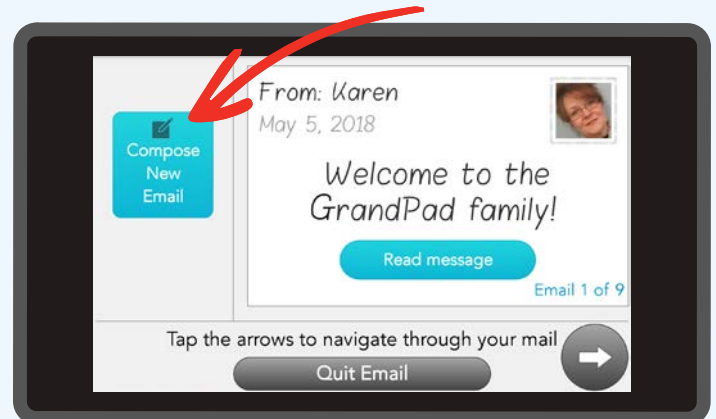 Compose
New
Email
From: Karen
May 5, 2018
Welcome to the
GrandPad family!
Read message
Email 1 of 9
Tap the arrows to navigate through your mail
Quit Email